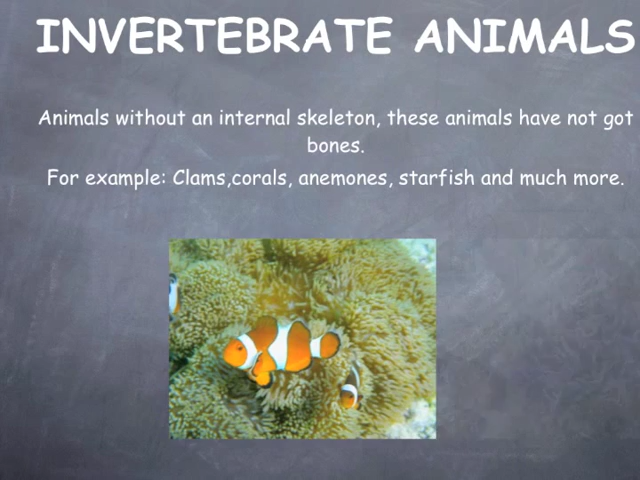 INVERTEBRATE ANIMALS
Animals without an internal skeleton, these animals have not got
bones.
For example: Clams,corals, anemones, starfish and much more.